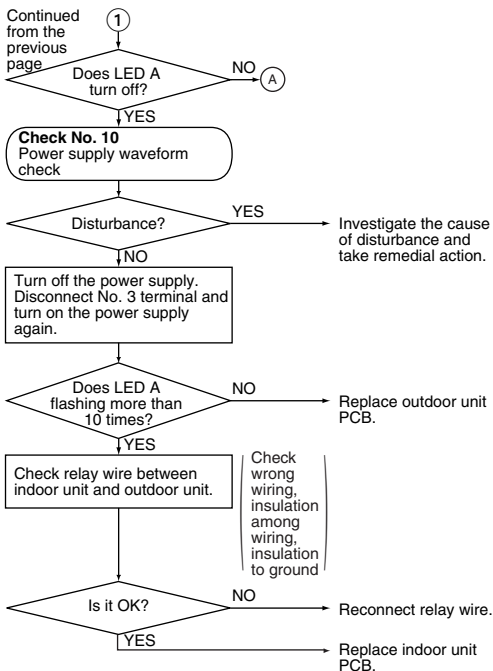 Continued
from the
previous
page
1
Does LED A
turn off?
NO
A
YES
Check No. 10
Power supply waveform
check
Disturbance?
YES
Investigate the cause
of disturbance and
take remedial action.
NO
Turn off the power supply.
Disconnect No. 3 terminal and
turn on the power supply
again.
Does LED A
flashing more than
10 times?
NO
Replace outdoor unit
PCB.
YES
Check relay wire between
indoor unit and outdoor unit.
Check
wrong
wiring,
insulation
among
wiring,
insulation
to ground
Is it OK?
NO
Reconnect relay wire.
YES
Replace indoor unit
PCB.